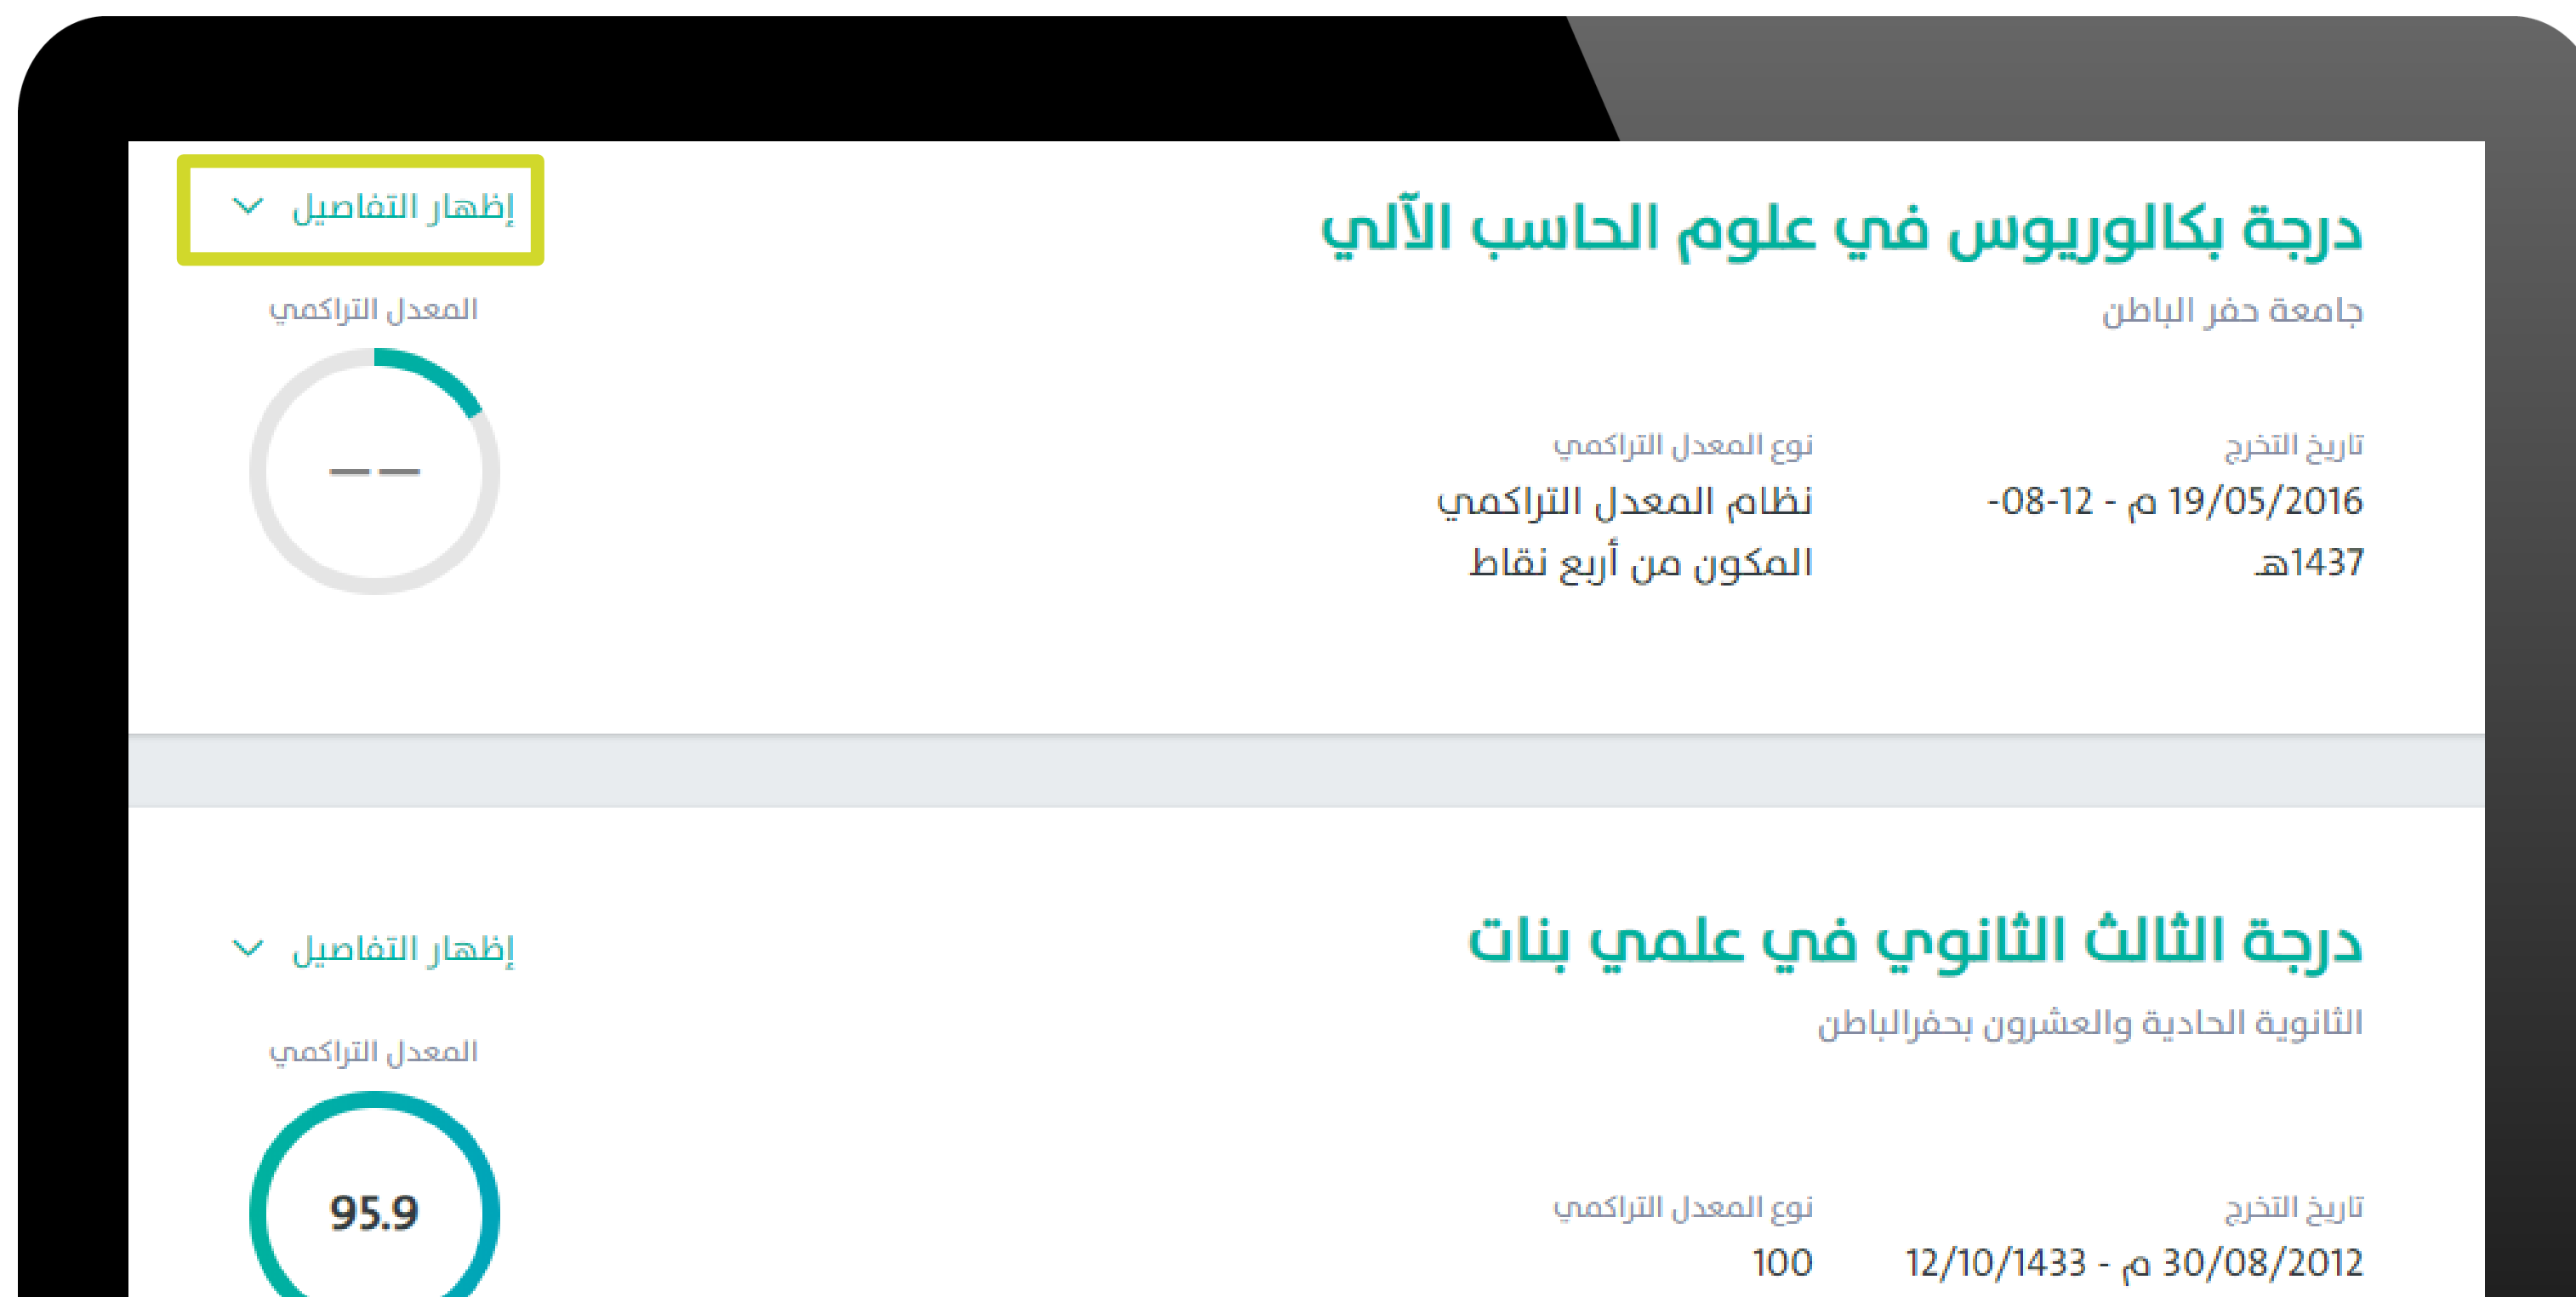 درجة بكالوريوس في علوم الحاسب الآلي
إظهار التفاصيل
جامعة حفر الباطن
المعدل التراكمي
تاريخ التخرج
نوع المعدل التراكمي
19/05/2016 م - 12-08-
1437هـ
نظام المعدل التراكمي
المكون من أربع نقاط
——
درجة الثالث الثانوي في علمي بنات
إظهار التفاصيل
الثانوية الحادية والعشرون بحفرالباطن
المعدل التراكمي
95.9
تاريخ التخرج
نوع المعدل التراكمي
30/08/2012 م - 12/10/1433
100